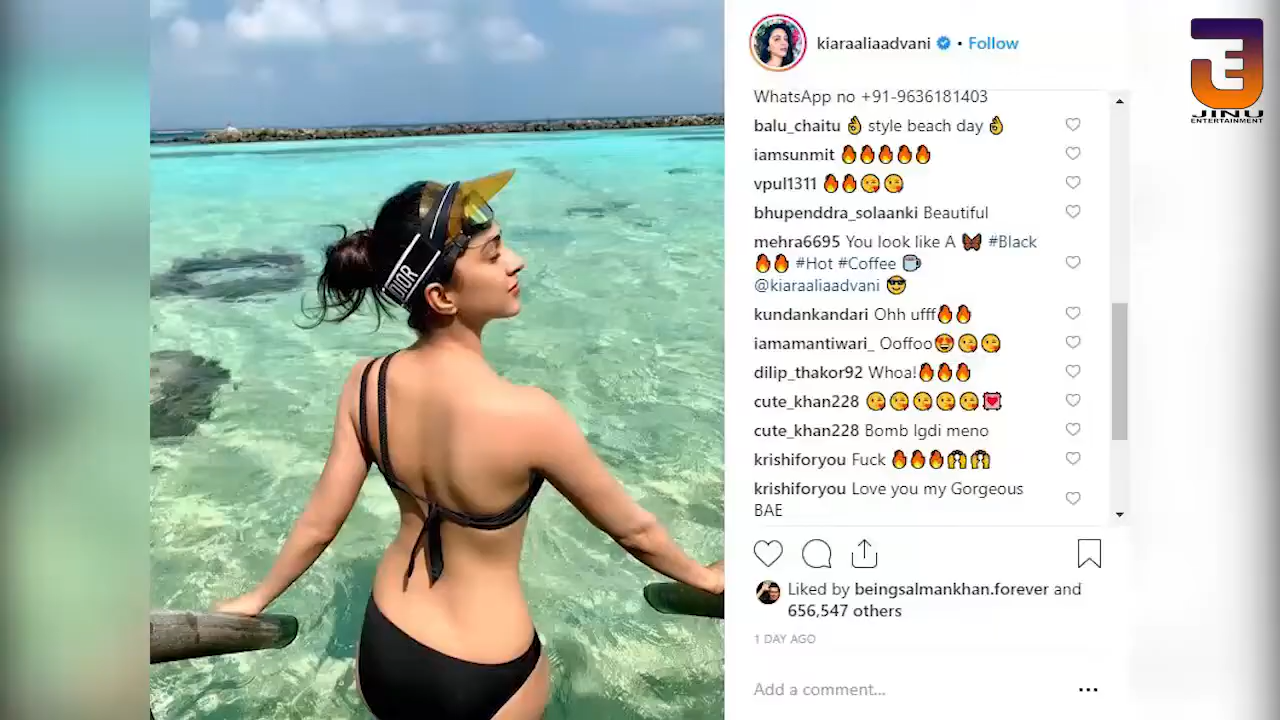 DIOR
kiaraaliaadvani • Follow
WhatsApp no +91-9636181403
balu_chaitu 👌 style beach day 👌
iamsunmit 🔥🔥🔥🔥🔥
vpul1311 🔥🔥😘😘
bhupenddra_solaanki Beautiful
mehra6695 You look like A 🦋 #Black
🔥🔥 #Hot #Coffee ☕
@kiaraaliaadvani 😎
kundankandari Ohh ufff🔥🔥
iamamantiwari_ Ooffoo😍😘😘
dilip_thakor92 Whoa!🔥🔥🔥
cute_khan228 😘😘😘😘😘💟
cute_khan228 Bomb lgdi meno
krishiforyou Fuck 🔥🔥🔥🙌🙌
krishiforyou Love you my Gorgeous
BAE
Liked by beingsalmankhan.forever and
656,547 others
1 DAY AGO
Add a comment...
JINU
ENTERTAINMENT